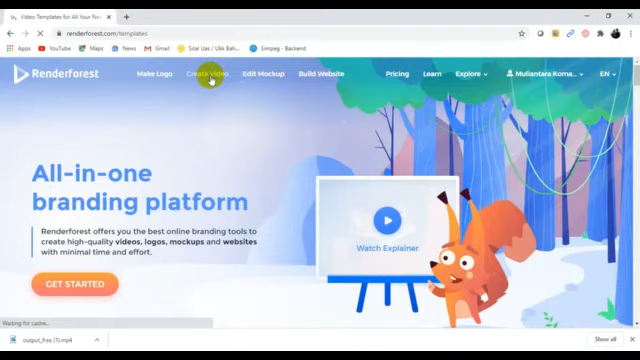 Video Templates for All Your Nee
renderforest.com/templates
Apps YouTube Maps News Gmail Soal Uas / Ukk Bah... Simpeg - Backend
Renderforest Make Logo Create Video Edit Mockup Build Website Pricing Learn Explore Muliantara Koma... EN
All-in-one
branding platform
Renderforest offers you the best online branding tools to
create high-quality videos, logos, mockups and websites
with minimal time and effort.
GET STARTED
Watch Explainer
Waiting for cache...
output_free (1).mp4
Show all